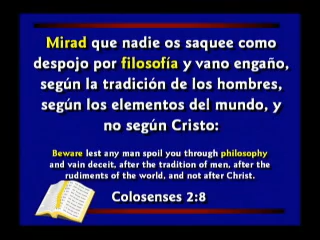 Mirad que nadie os saquee como
despojo por filosofía y vano engaño,
según la tradición de los hombres,
según los elementos del mundo, y
no según Cristo:
Beware lest any man spoil you through philosophy
and vain deceit, after the tradition of men, after the
rudiments of the world, and not after Christ.
Colosenses 2:8